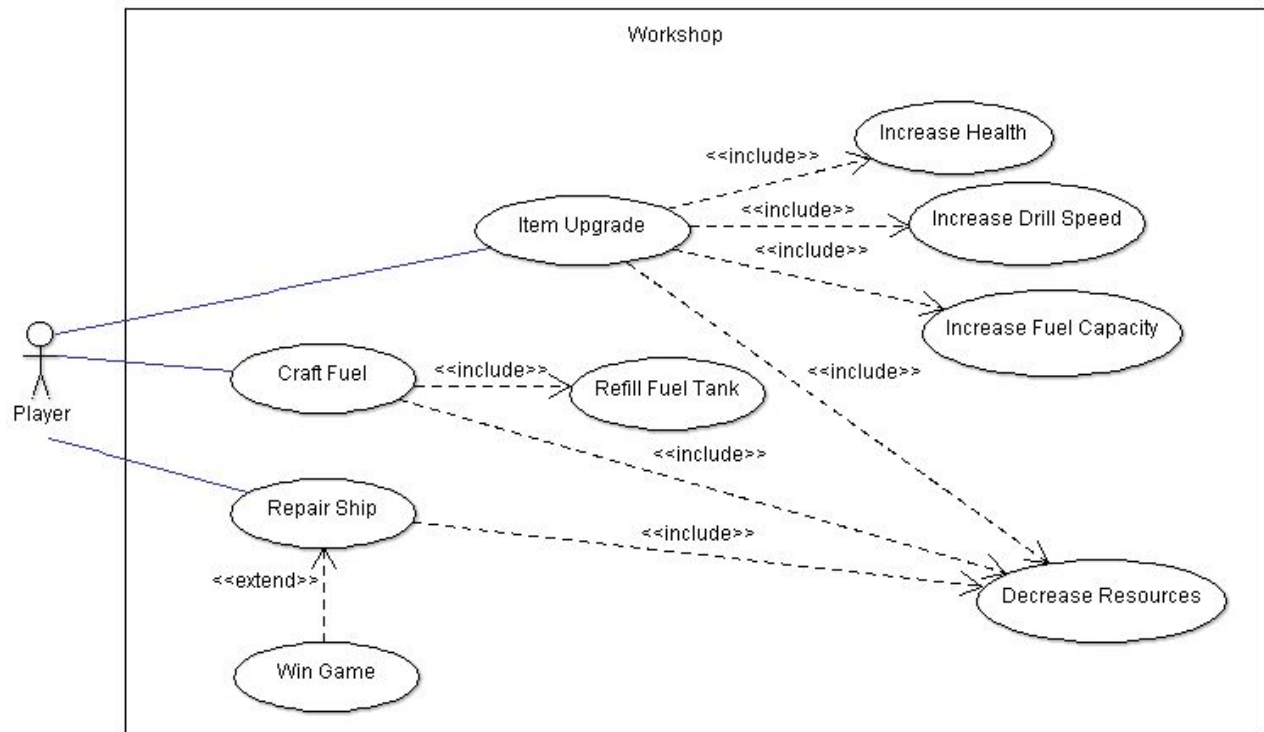 Workshop
Increase Health
<<include>>
Item Upgrade
<<include>>
Increase Drill Speed
<<include>>
Increase Fuel Capacity
Player
Craft Fuel
<<include>>
Refill Fuel Tank
<<include>>
<<include>>
Repair Ship
<<include>>
<<extend>>
Decrease Resources
Win Game